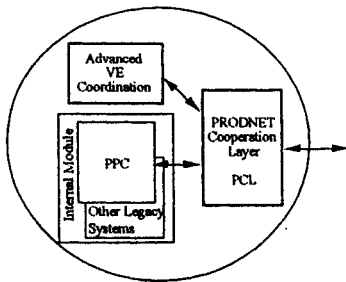 Advanced
VE
Coordination
PRODNET
Cooperation
Layer
PCL
Internal Module
PPC
Other Legacy
Systems